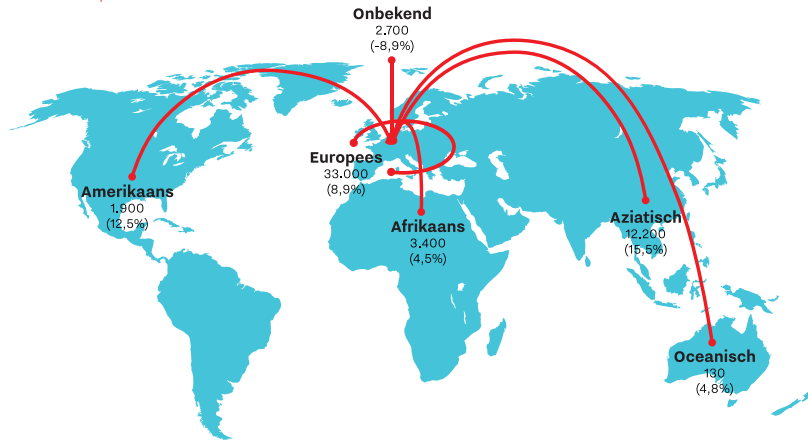 Onbekend
2.700
(-8,9%)
Europees
33.000
(8,9%)
Amerikaans
1.900
(12,5%)
Afrikaans
3.400
(4,5%)
Aziatisch
12.200
(15,5%)
Oceanisch
130
(4,8%)